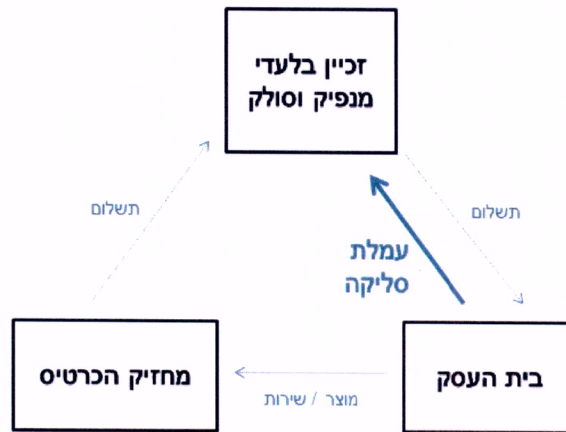 זכיין בלעדי
מנפיק וסולק
תשלום
תשלום
עמלת
סליקה
בית העסק
מחזיק הכרטיס
מוצר / שירות